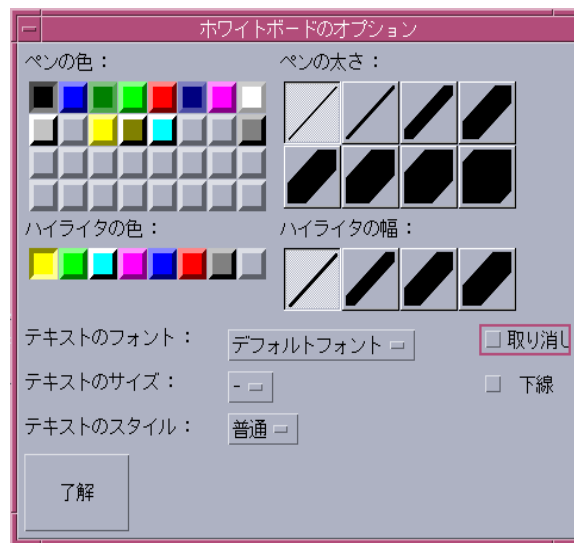 ホワイトボードのオプション
ペンの色：
ペンの太さ：
ハイライタの色：
ハイライタの幅：
テキストのフォント：
デフォルトフォント
取り消し
テキストのサイズ：
-
下線
テキストのスタイル：
普通
了解